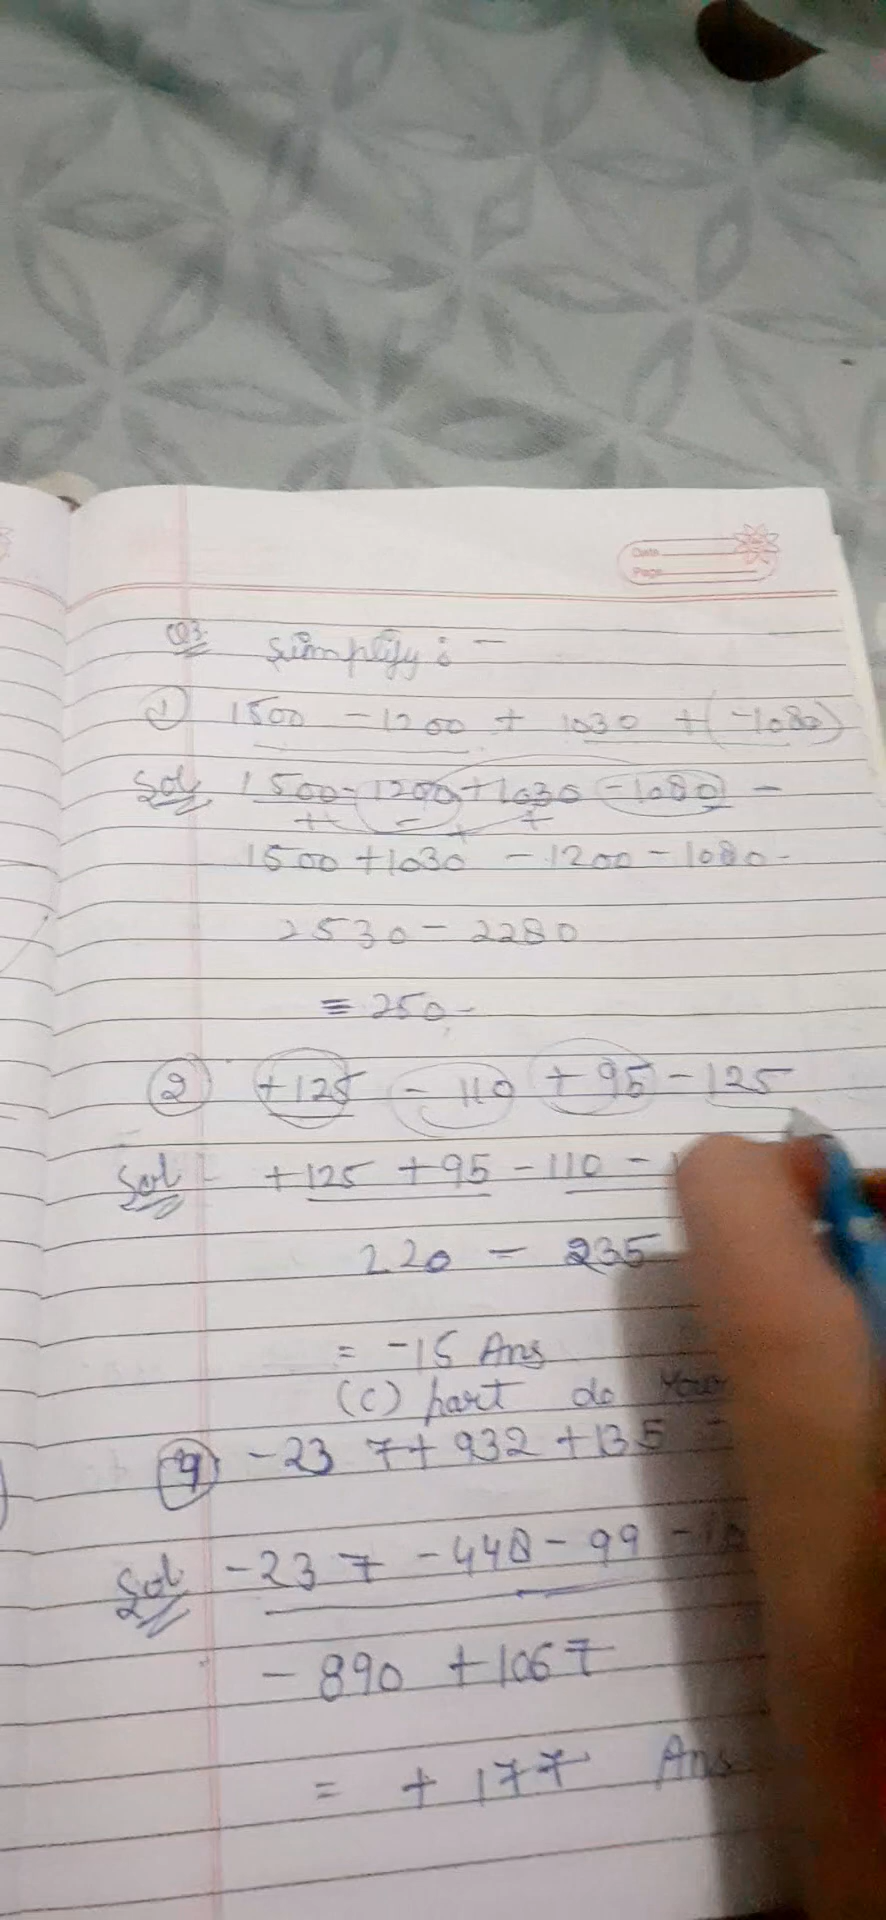 Date
Page
Q3. Simplify :-
① 1500 - 1200 + 1030 + (-1080)
Sol 1500 - 1200 + 1030 - 1080 -
+ - +
1500 + 1030 - 1200 - 1080 -
2530 - 2280
= 250 -
② +125 - 110 + 95 - 125
Sol - +125 +95 - 110 -
220 - 235
= -15 Ans
(C) part do
④ -237 + 932 + 135 -
Sol -237 - 448 - 99 -
-890 + 1067
= + 177 Ans